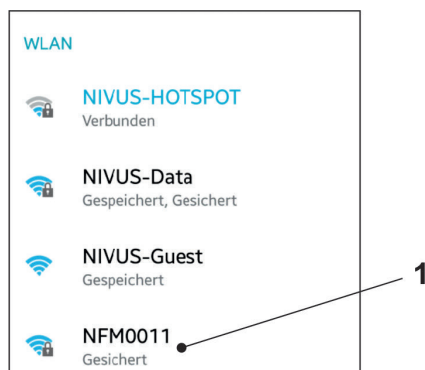 WLAN
NIVUS-HOTSPOT
Verbunden
NIVUS-Data
Gespeichert, Gesichert
NIVUS-Guest
Gespeichert
1
NFM0011
Gesichert